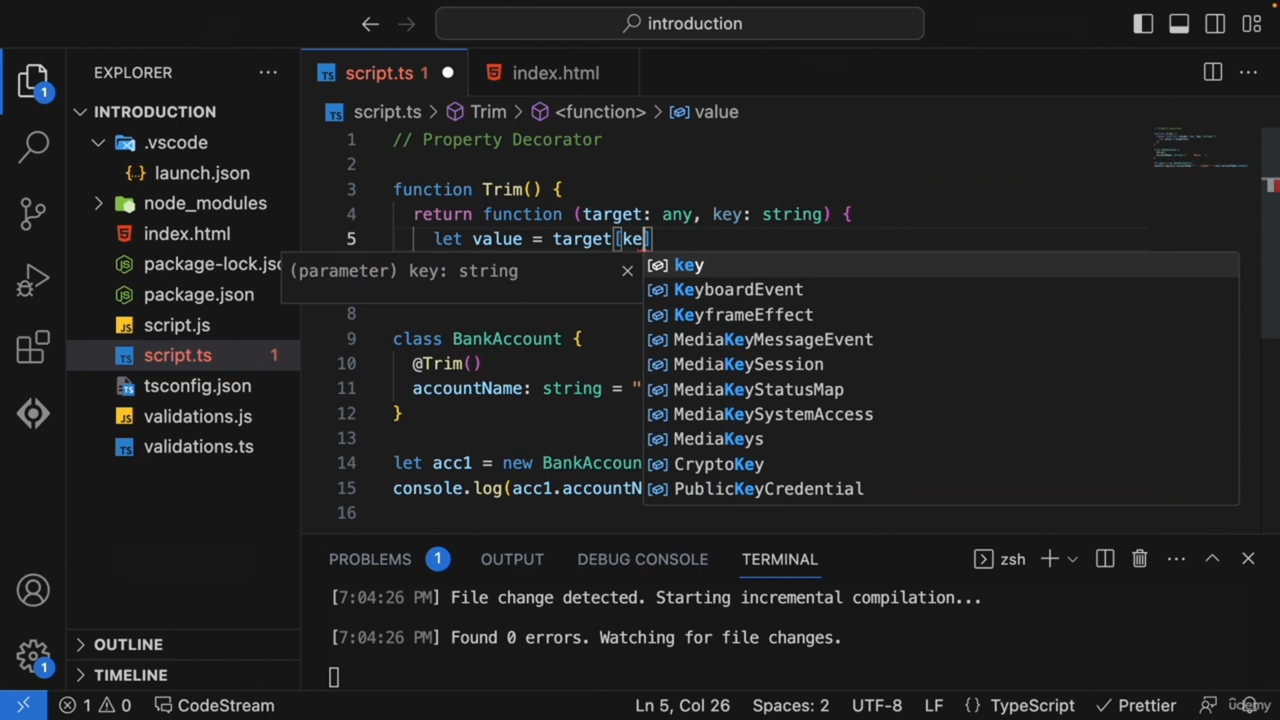 introduction
EXPLORER
script.ts 1
index.html
INTRODUCTION
script.ts > Trim > <function> > value
.vscode
launch.json
node_modules
index.html
package-lock.jso
package.json
script.js
script.ts 1
tsconfig.json
validations.js
validations.ts
OUTLINE
TIMELINE
1 // Property Decorator
2
3 function Trim() {
4 return function (target: any, key: string) {
5 let value = target[ke]
(parameter) key: string
key
KeyboardEvent
KeyframeEffect
MediaKeyMessageEvent
MediaKeySession
MediaKeyStatusMap
MediaKeySystemAccess
MediaKeys
CryptoKey
PublicKeyCredential
8
9 class BankAccount {
10 @Trim()
11 accountName: string = "
12 }
13
14 let acc1 = new BankAccoun
15 console.log(acc1.accountN
16
PROBLEMS 1 OUTPUT DEBUG CONSOLE TERMINAL zsh
[7:04:26 PM] File change detected. Starting incremental compilation...
[7:04:26 PM] Found 0 errors. Watching for file changes.
1 0 CodeStream Ln 5, Col 26 Spaces: 2 UTF-8 LF {} TypeScript Prettier
udemy